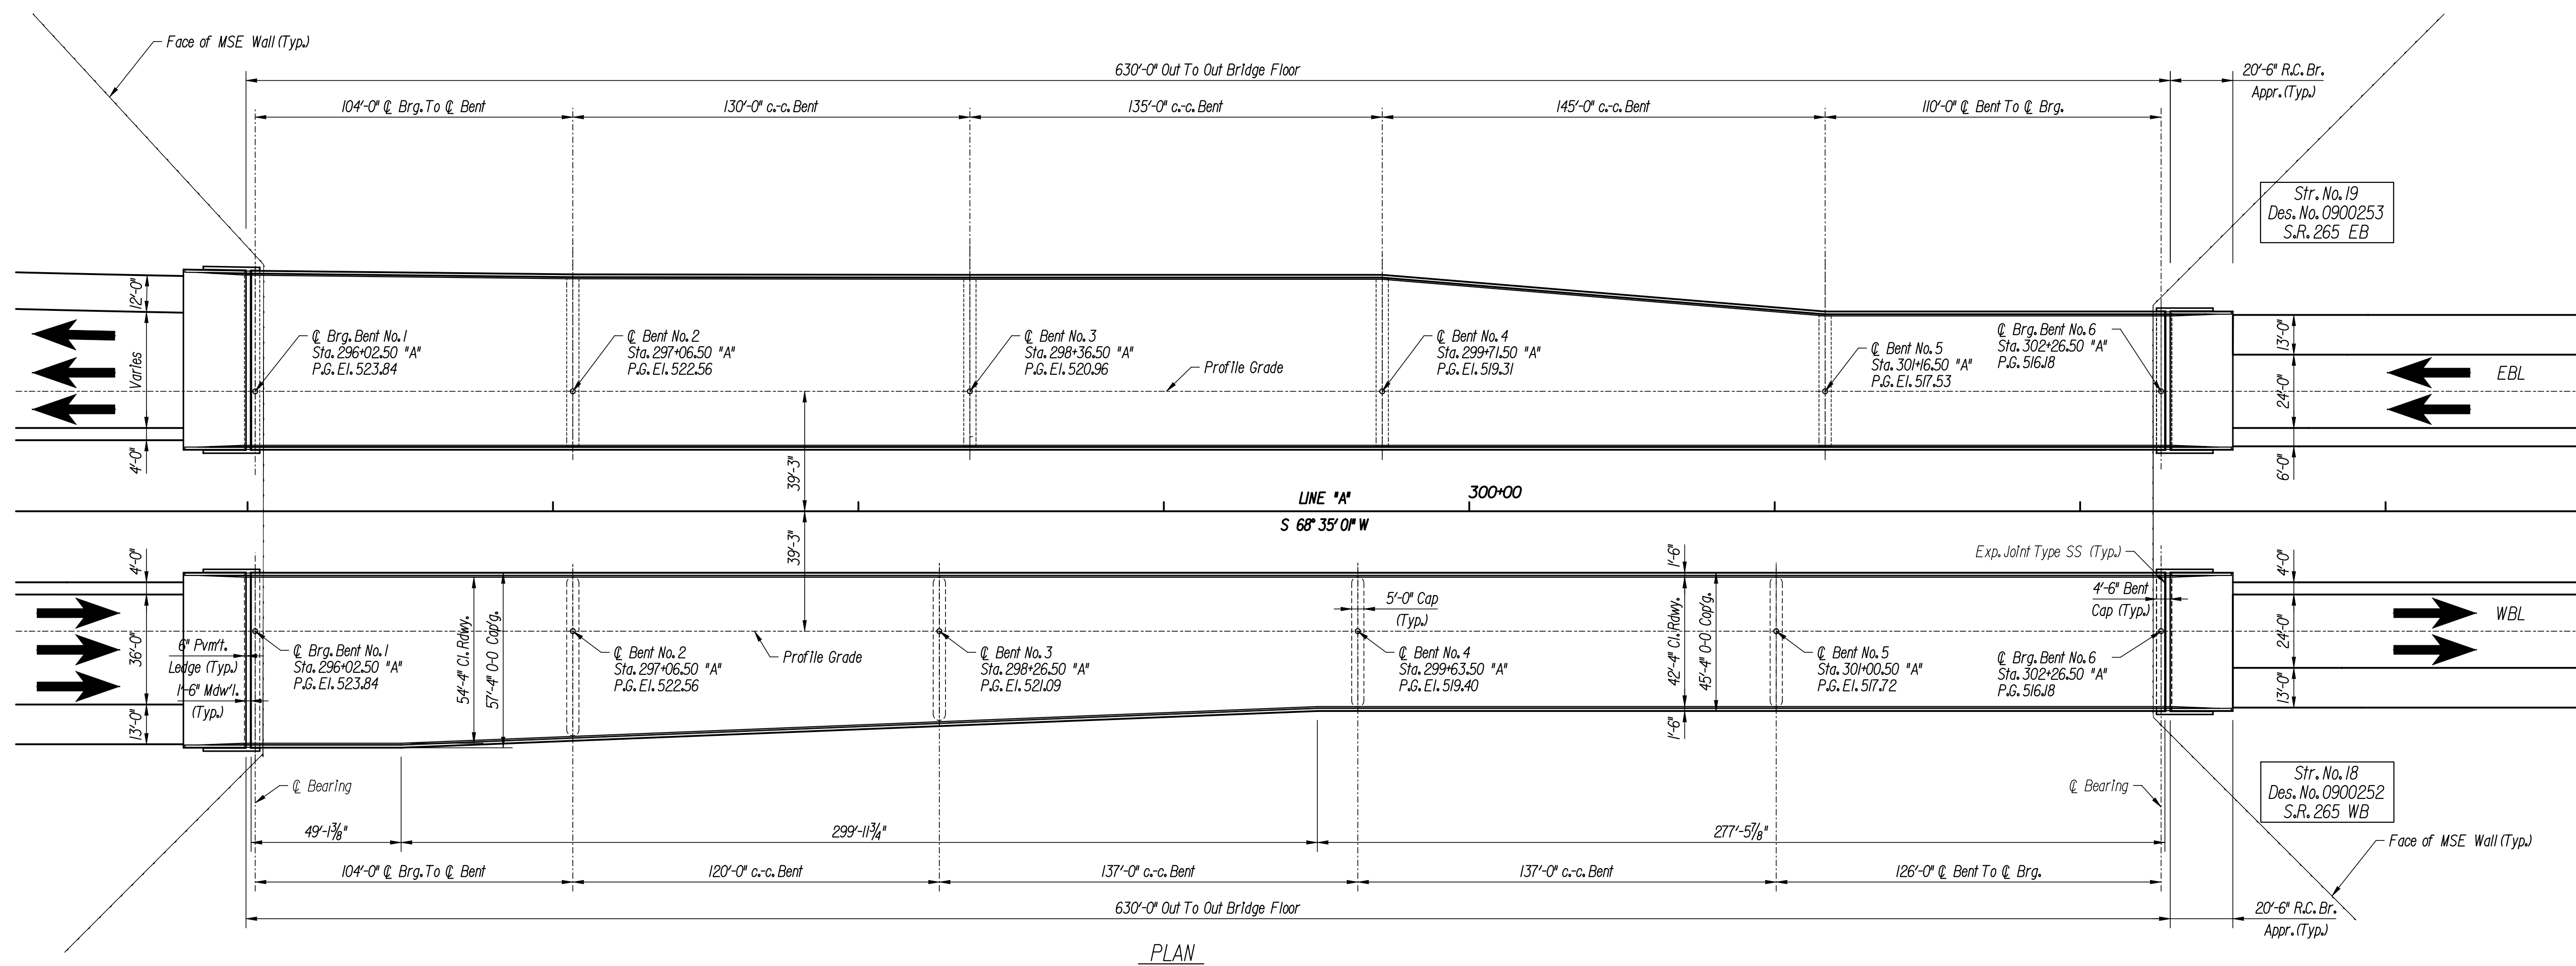 Face of MSE Wall (Typ.)
630'-0" Out To Out Bridge Floor
20'-6" R.C. Br.
Appr. (Typ.)
104'-0" ℄ Brg. To ℄ Bent
130'-0" c.-c. Bent
135'-0" c.-c. Bent
145'-0" c.-c. Bent
110'-0" ℄ Bent To ℄ Brg.
Str. No. 19
Des. No. 0900253
S.R. 265 EB
12'-0"
Varies
4'-0"
℄ Brg. Bent No. 1
Sta. 296+02.50 "A"
P.G. El. 523.84
℄ Bent No. 2
Sta. 297+06.50 "A"
P.G. El. 522.56
℄ Bent No. 3
Sta. 298+36.50 "A"
P.G. El. 520.96
Profile Grade
℄ Bent No. 4
Sta. 299+71.50 "A"
P.G. El. 519.31
℄ Bent No. 5
Sta. 301+16.50 "A"
P.G. El. 517.53
℄ Brg. Bent No. 6
Sta. 302+26.50 "A"
P.G. 516.18
13'-0"
24'-0"
6'-0"
EBL
39'-3"
LINE "A"
300+00
S 68° 35' 01" W
39'-3"
4'-0"
36'-0"
13'-0"
6" Pvm't.
Ledge (Typ.)
1'-6" Mdw'l.
(Typ.)
℄ Brg. Bent No. 1
Sta. 296+02.50 "A"
P.G. El. 523.84
54'-4" Cl. Rdwy.
57'-4" O-O Cop'g.
℄ Bent No. 2
Sta. 297+06.50 "A"
P.G. El. 522.56
Profile Grade
℄ Bent No. 3
Sta. 298+26.50 "A"
P.G. El. 521.09
5'-0" Cap
(Typ.)
℄ Bent No. 4
Sta. 299+63.50 "A"
P.G. El. 519.40
1'-6"
42'-4" Cl. Rdwy.
45'-4" O-O Cop'g.
1'-6"
℄ Bent No. 5
Sta. 301+00.50 "A"
P.G. El. 517.72
Exp. Joint Type SS (Typ.)
4'-6" Bent
Cap (Typ.)
℄ Brg. Bent No. 6
Sta. 302+26.50 "A"
P.G. 516.18
4'-0"
24'-0"
13'-0"
WBL
℄ Bearing
℄ Bearing
Str. No. 18
Des. No. 0900252
S.R. 265 WB
Face of MSE Wall (Typ.)
49'-1⅜"
299'-11¾"
277'-5⅞"
104'-0" ℄ Brg. To ℄ Bent
120'-0" c.-c. Bent
137'-0" c.-c. Bent
137'-0" c.-c. Bent
126'-0" ℄ Bent To ℄ Brg.
630'-0" Out To Out Bridge Floor
20'-6" R.C. Br.
Appr. (Typ.)
PLAN